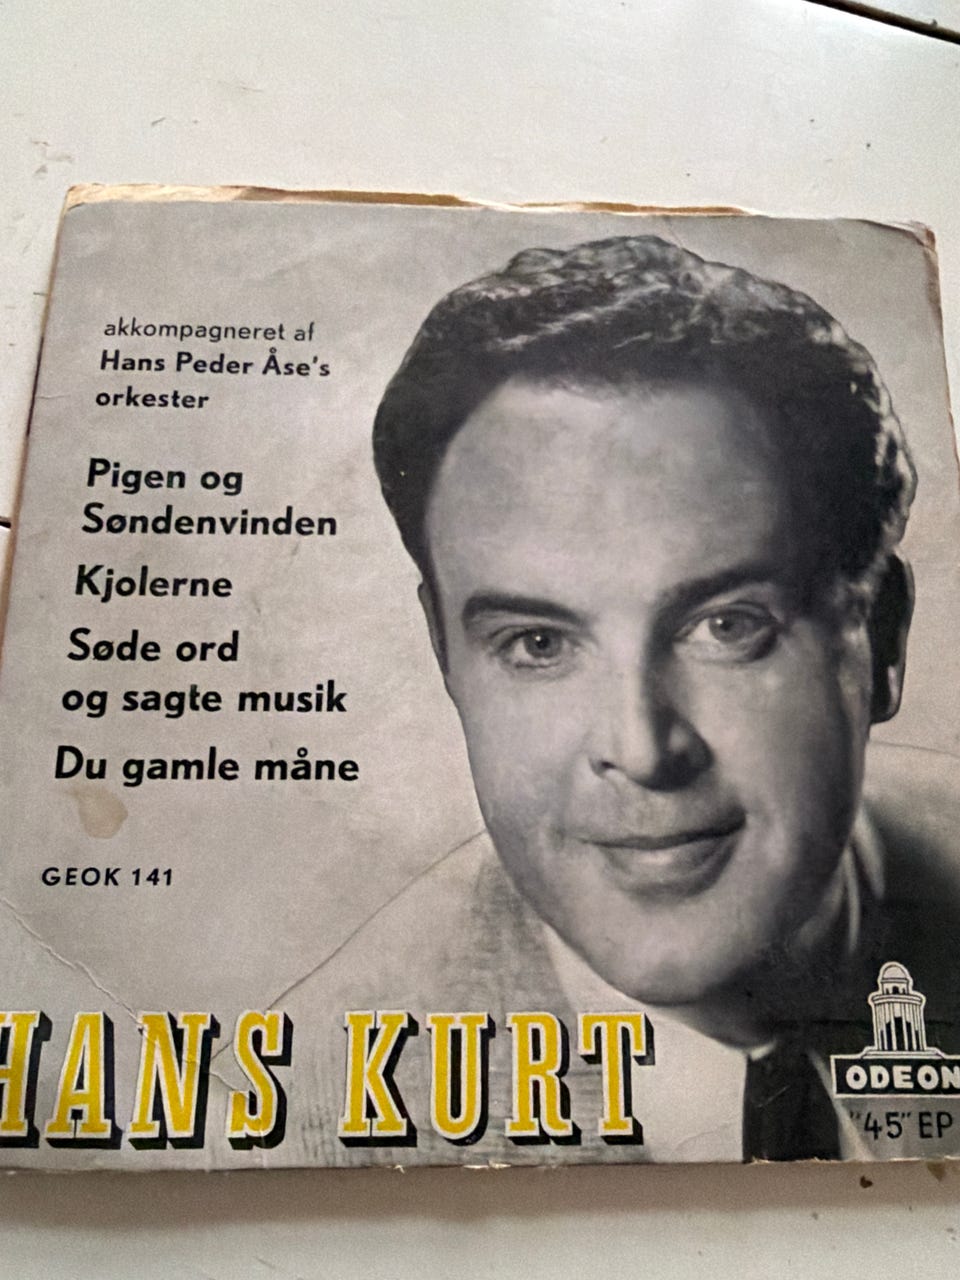 akkompagneret af
Hans Peder Åse's
orkester
Pigen og
Søndenvinden
Kjolerne
Søde ord
og sagte musik
Du gamle måne
GEOK 141
HANS KURT
ODEON
"45" EP